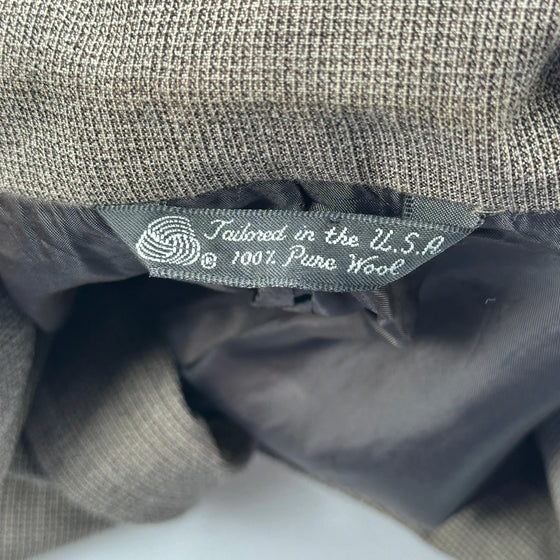 Tailored in the U.S.A.
® 100% Pure Wool